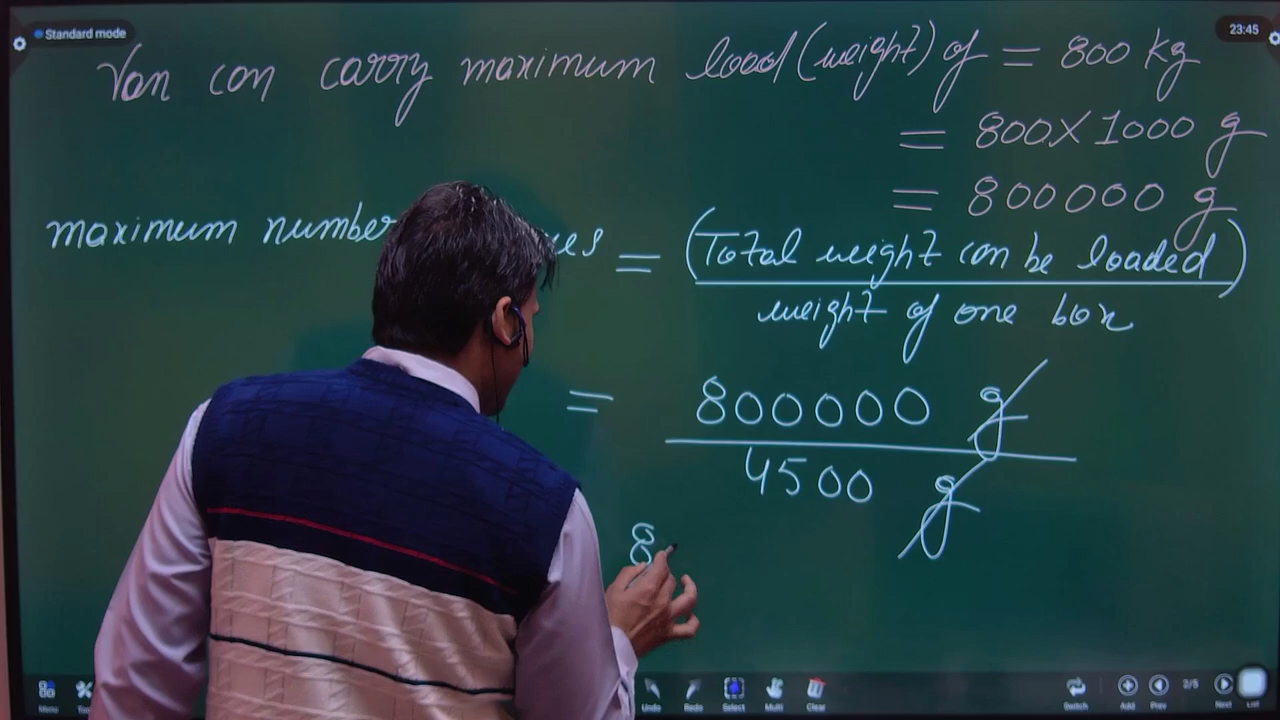 Standard mode
23:45
Van con carry maximum load (weight) of = 800 kg
= 800 X 1000 g
= 800000 g
maximum number = (Total weight can be loaded)
weight of one box
= 800000 g
4500 g
8
Menu
Undo
Redo
Select
Multi
Clear
Switch
Add
Prev
2/5
Next